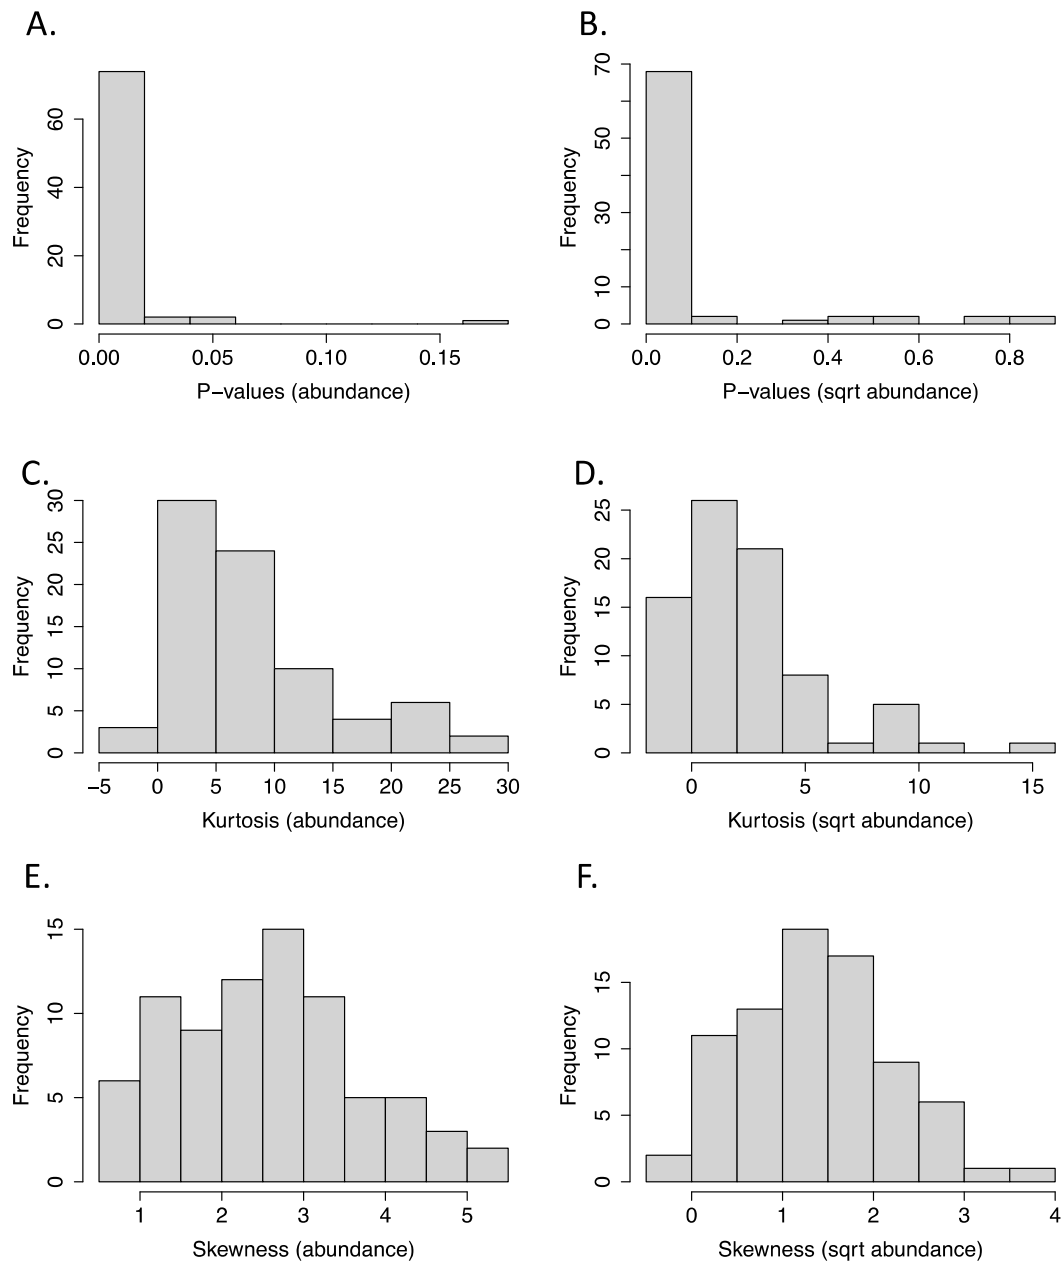 A.
Frequency
0 20 40 60
0.00 0.05 0.10 0.15
P−values (abundance)
B.
Frequency
0 10 30 50 70
0.0 0.2 0.4 0.6 0.8
P−values (sqrt abundance)
C.
Frequency
0 5 10 15 20 25 30
−5 0 5 10 15 20 25 30
Kurtosis (abundance)
D.
Frequency
0 5 10 15 20 25
0 5 10 15
Kurtosis (sqrt abundance)
E.
Frequency
0 5 10 15
1 2 3 4 5
Skewness (abundance)
F.
Frequency
0 5 10 15
0 1 2 3 4
Skewness (sqrt abundance)